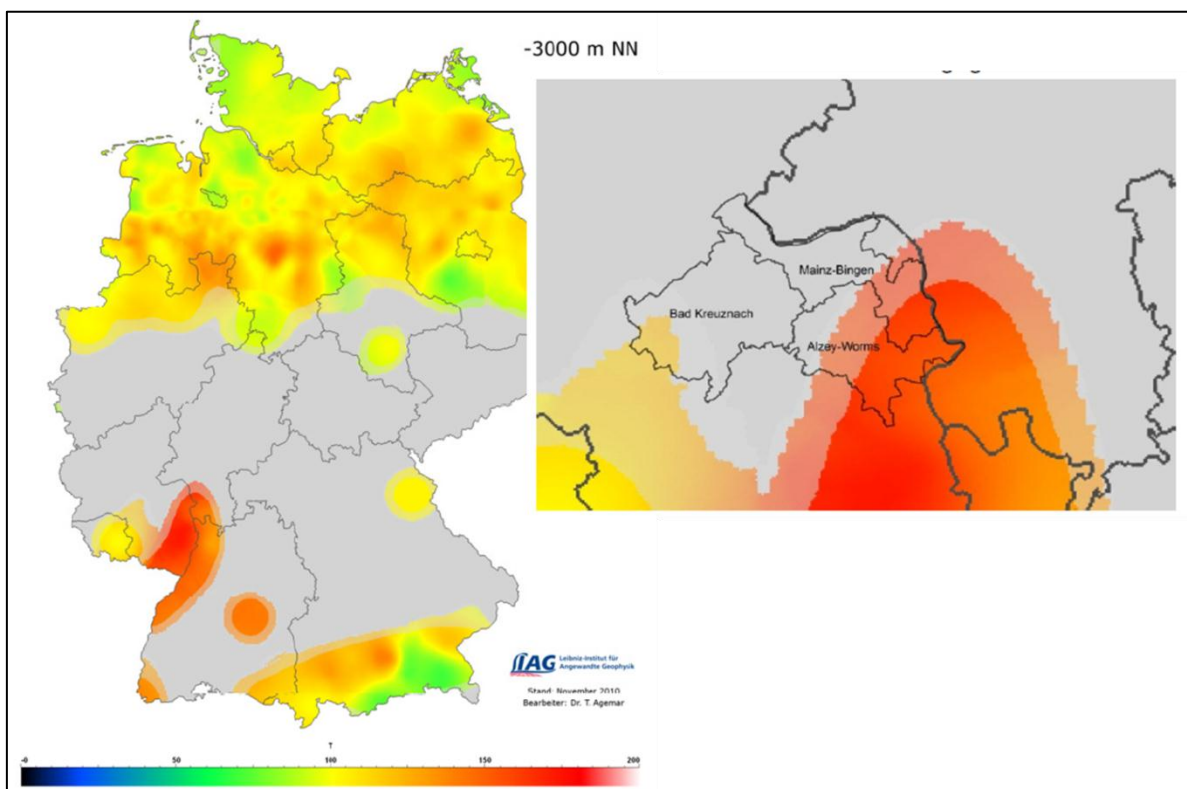 -3000 m NN
Mainz-Bingen
Bad Kreuznach
Alzey-Worms
LIAG Leibniz-Institut für
Angewandte Geophysik
Stand: November 2010
Bearbeiter: Dr. T. Agemar
T
-0 50 100 150 200